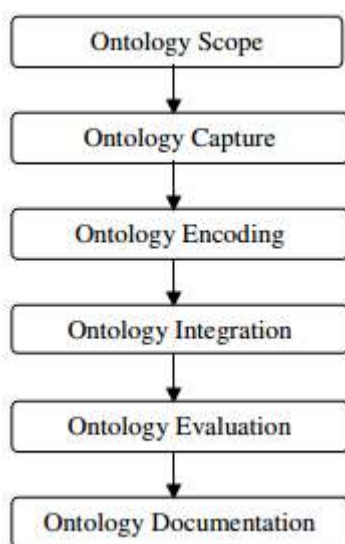 Ontology Scope
Ontology Capture
Ontology Encoding
Ontology Integration
Ontology Evaluation
Ontology Documentation